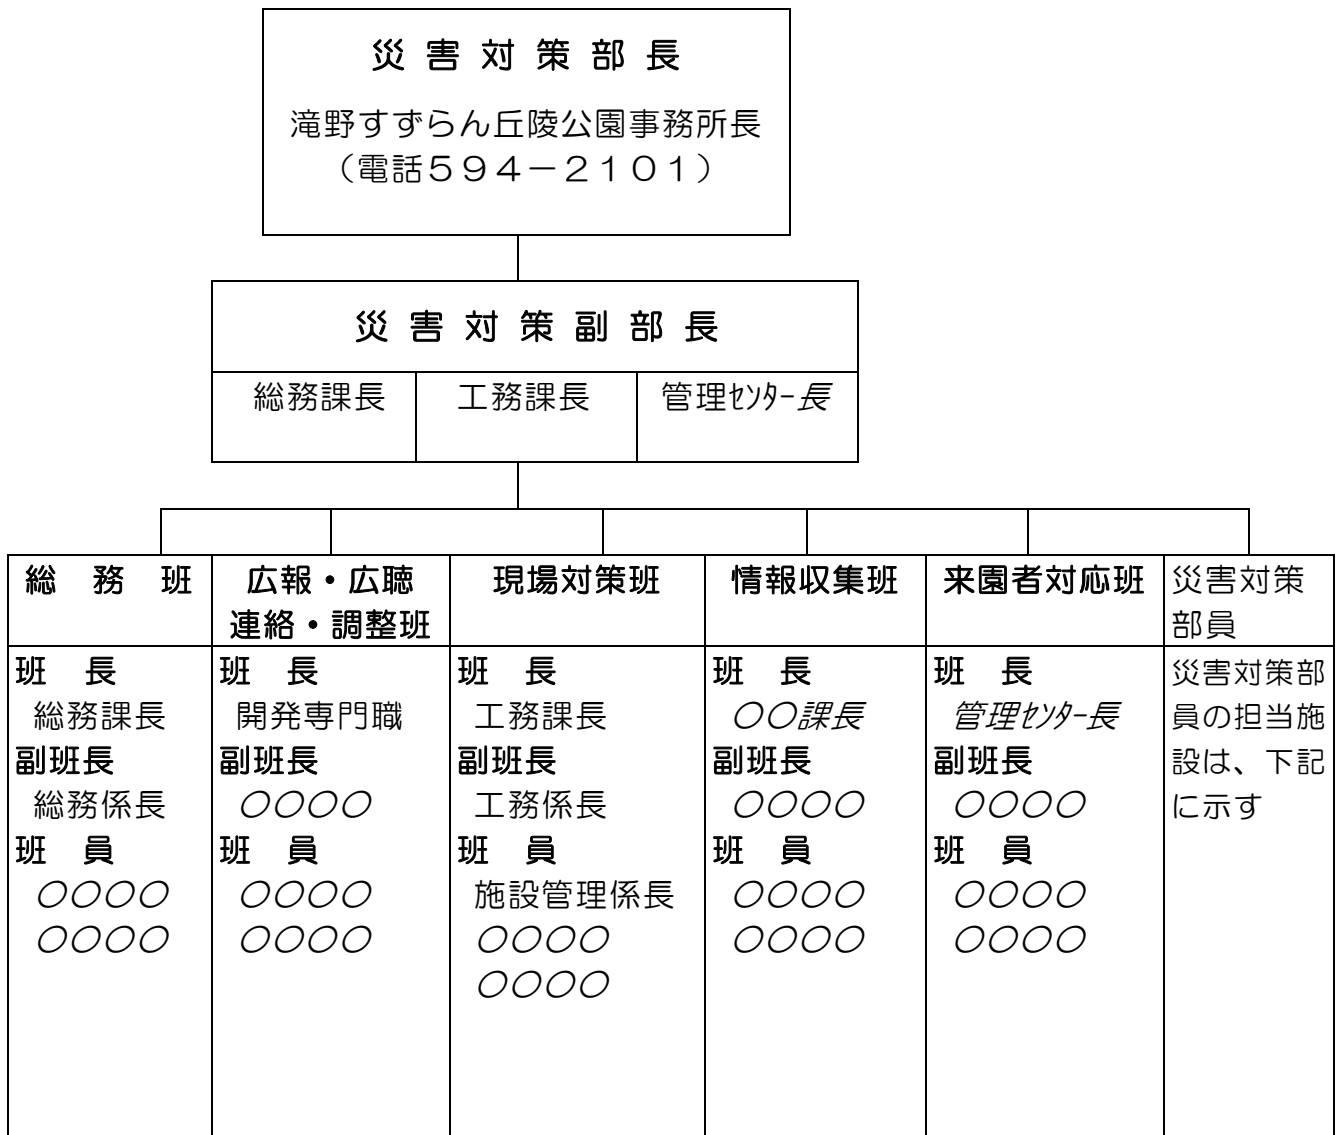 災害対策部長
滝野すずらん丘陵公園事務所長
（電話５９４－２１０１）
災害対策副部長
総務課長
工務課長
管理ｾﾝﾀｰ長
総　務　班
班　長
総務課長
副班長
総務係長
班　員
○○○○
○○○○
広報・広聴
連絡・調整班
班　長
開発専門職
副班長
○○○○
班　員
○○○○
○○○○
現場対策班
班　長
工務課長
副班長
工務係長
班　員
施設管理係長
○○○○
○○○○
情報収集班
班　長
○○課長
副班長
○○○○
班　員
○○○○
○○○○
来園者対応班
班　長
管理ｾﾝﾀｰ長
副班長
○○○○
班　員
○○○○
○○○○
災害対策
部員
災害対策部
員の担当施
設は、下記
に示す